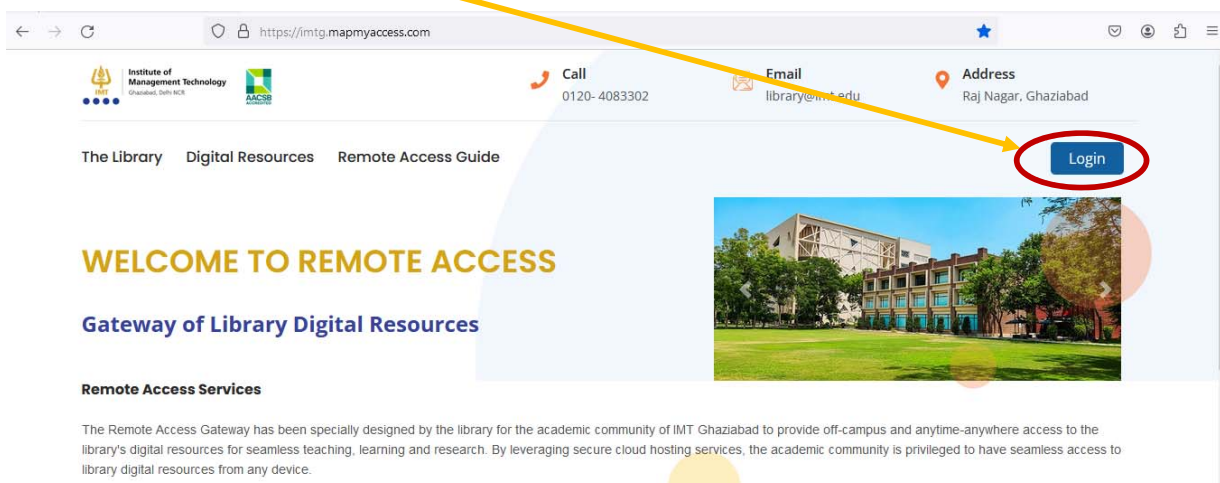 https://imtg.mapmyaccess.com
IMT
Institute of
Management Technology
Ghaziabad, Delhi NCR
AACSB
ACCREDITED
Call
0120- 4083302
Email
library@imt.edu
Address
Raj Nagar, Ghaziabad
The Library Digital Resources Remote Access Guide
Login
WELCOME TO REMOTE ACCESS
Gateway of Library Digital Resources
Remote Access Services
The Remote Access Gateway has been specially designed by the library for the academic community of IMT Ghaziabad to provide off-campus and anytime-anywhere access to the
library's digital resources for seamless teaching, learning and research. By leveraging secure cloud hosting services, the academic community is privileged to have seamless access to
library digital resources from any device.